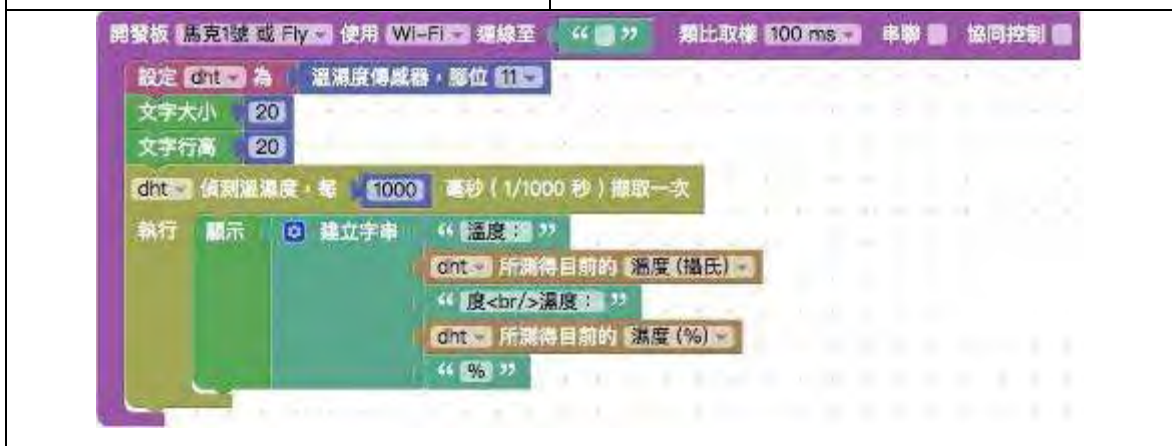 開發板 馬克1號 或 Fly 使用 Wi-Fi 連線至 “ ” 類比取樣 100 ms 串聯 協同控制
設定 dht 為 溫濕度傳感器，腳位 11
文字大小 20
文字行高 20
dht 偵測溫濕度，每 1000 毫秒 ( 1/1000 秒 ) 擷取一次
執行 顯示 建立字串 “ 溫度： ”
dht 所測得目前的 溫度 (攝氏)
“ 度<br/>濕度： ”
dht 所測得目前的 濕度 (%)
“ % ”